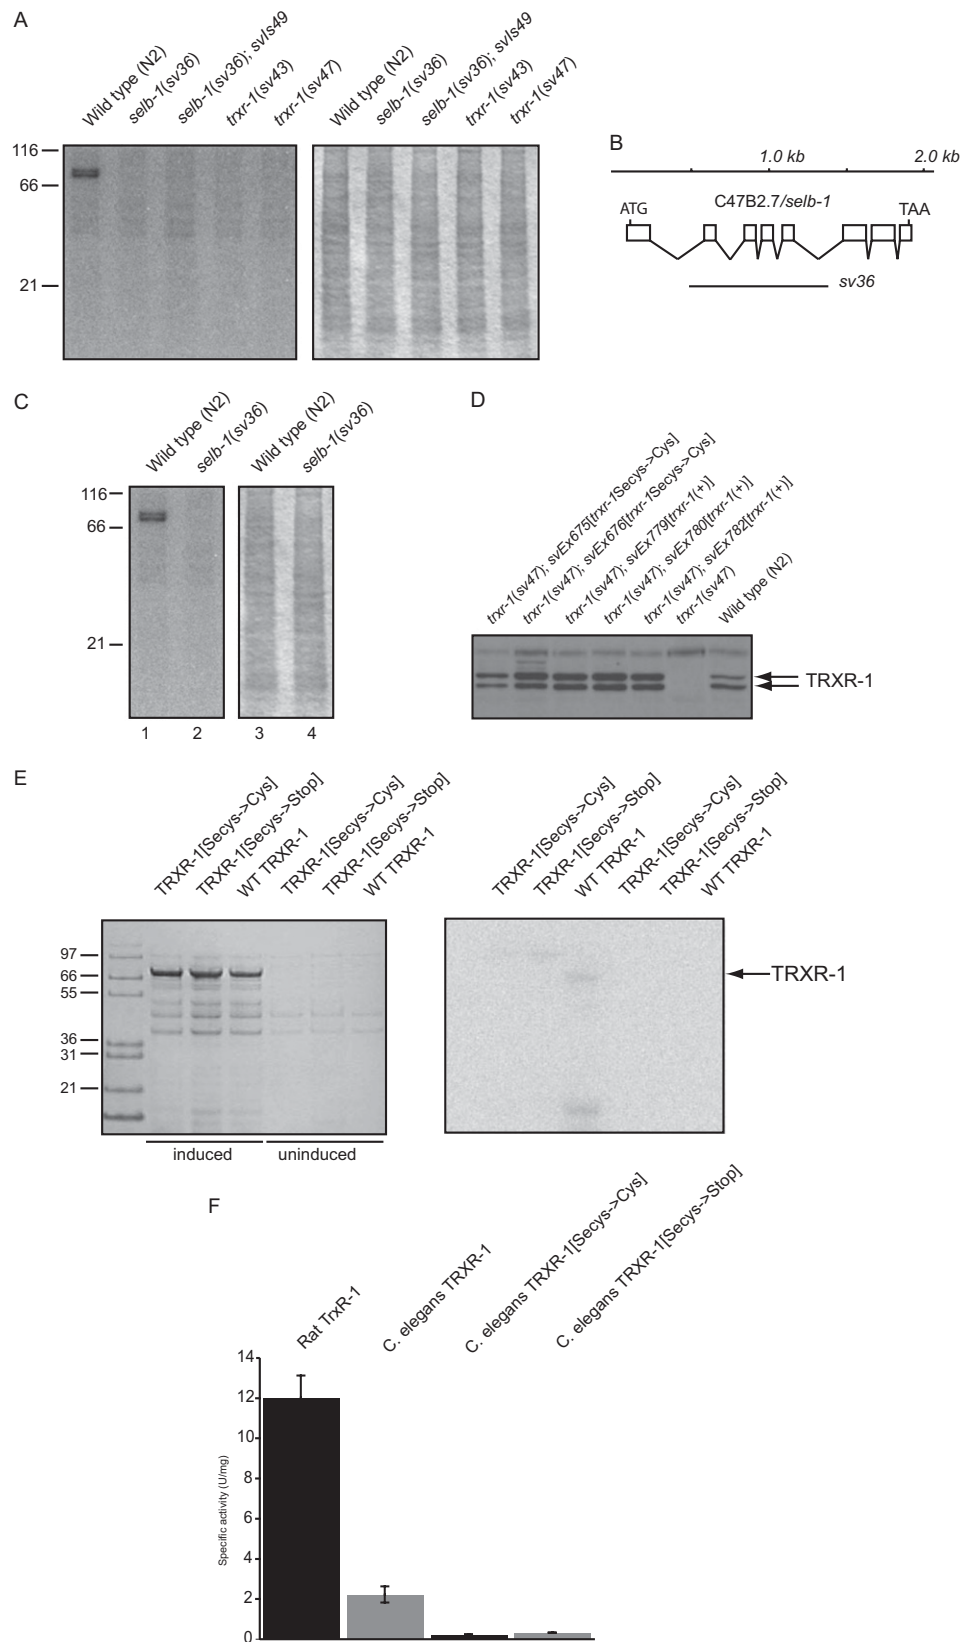 A
Wild type (N2)
selb-1(sv36)
selb-1(sv36); svIs49
trxr-1(sv43)
trxr-1(sv47)
Wild type (N2)
selb-1(sv36)
selb-1(sv36); svIs49
trxr-1(sv43)
trxr-1(sv47)
116
66
21
B
1.0 kb
2.0 kb
C47B2.7/selb-1
ATG
TAA
sv36
C
Wild type (N2)
selb-1(sv36)
Wild type (N2)
selb-1(sv36)
116
66
21
1
2
3
4
D
trxr-1(sv47); svEx675[trxr-1Secys->Cys]
trxr-1(sv47); svEx676[trxr-1Secys->Cys]
trxr-1(sv47); svEx779[trxr-1(+)]
trxr-1(sv47); svEx780[trxr-1(+)]
trxr-1(sv47); svEx782[trxr-1(+)]
trxr-1(sv47)
Wild type (N2)
TRXR-1
E
TRXR-1[Secys->Cys]
TRXR-1[Secys->Stop]
WT TRXR-1
TRXR-1[Secys->Cys]
TRXR-1[Secys->Stop]
WT TRXR-1
TRXR-1[Secys->Cys]
TRXR-1[Secys->Stop]
WT TRXR-1
TRXR-1[Secys->Cys]
TRXR-1[Secys->Stop]
WT TRXR-1
97
66
55
36
31
21
TRXR-1
induced
uninduced
F
Rat TrxR-1
C. elegans TRXR-1
C. elegans TRXR-1[Secys->Cys]
C. elegans TRXR-1[Secys->Stop]
Specific activity (U/mg)
14
12
10
8
6
4
2
0